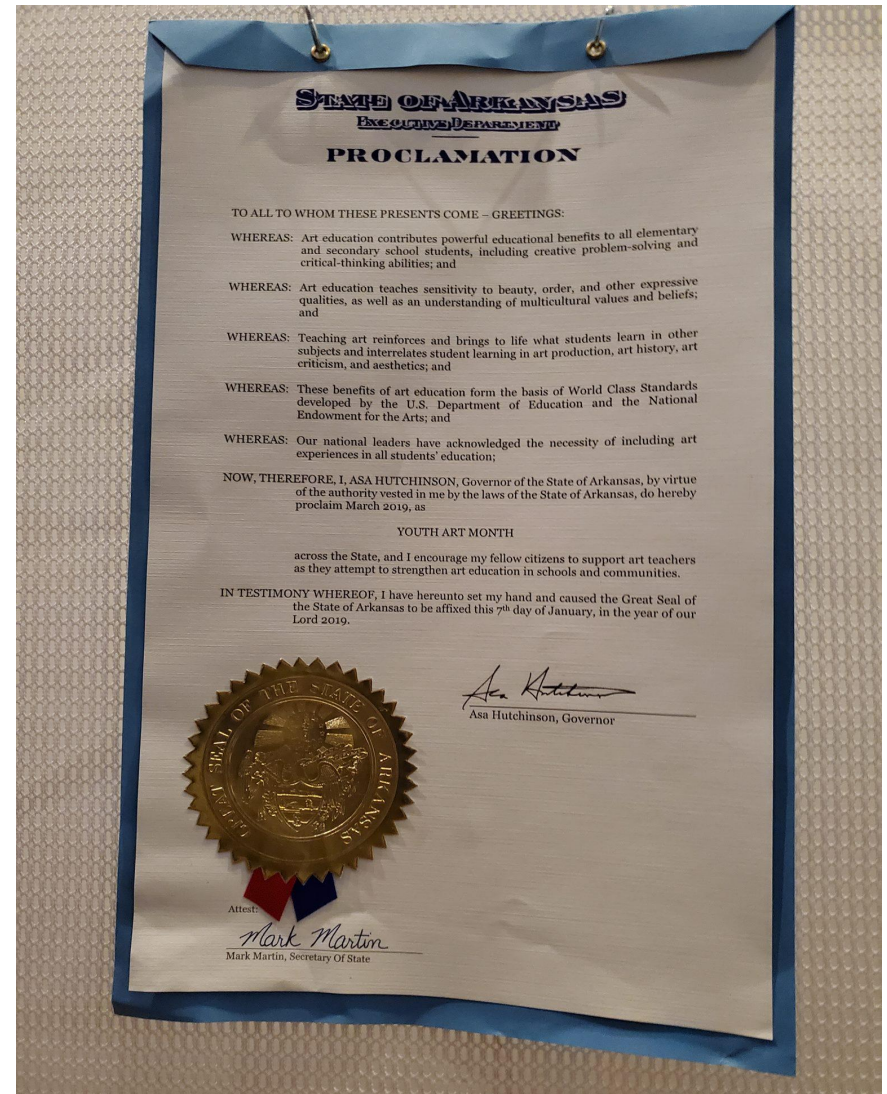 STATE OF ARKANSAS
EXECUTIVE DEPARTMENT
PROCLAMATION
TO ALL TO WHOM THESE PRESENTS COME – GREETINGS:
WHEREAS: Art education contributes powerful educational benefits to all elementary
and secondary school students, including creative problem-solving and
critical-thinking abilities; and
WHEREAS: Art education teaches sensitivity to beauty, order, and other expressive
qualities, as well as an understanding of multicultural values and beliefs;
and
WHEREAS: Teaching art reinforces and brings to life what students learn in other
subjects and interrelates student learning in art production, art history, art
criticism, and aesthetics; and
WHEREAS: These benefits of art education form the basis of World Class Standards
developed by the U.S. Department of Education and the National
Endowment for the Arts; and
WHEREAS: Our national leaders have acknowledged the necessity of including art
experiences in all students' education;
NOW, THEREFORE, I, ASA HUTCHINSON, Governor of the State of Arkansas, by virtue
of the authority vested in me by the laws of the State of Arkansas, do hereby
proclaim March 2019, as
YOUTH ART MONTH
across the State, and I encourage my fellow citizens to support art teachers
as they attempt to strengthen art education in schools and communities.
IN TESTIMONY WHEREOF, I have hereunto set my hand and caused the Great Seal of
the State of Arkansas to be affixed this 7th day of January, in the year of our
Lord 2019.
Asa Hutchinson
Asa Hutchinson, Governor
GREAT SEAL OF THE STATE OF ARKANSAS
Attest:
Mark Martin
Mark Martin, Secretary Of State